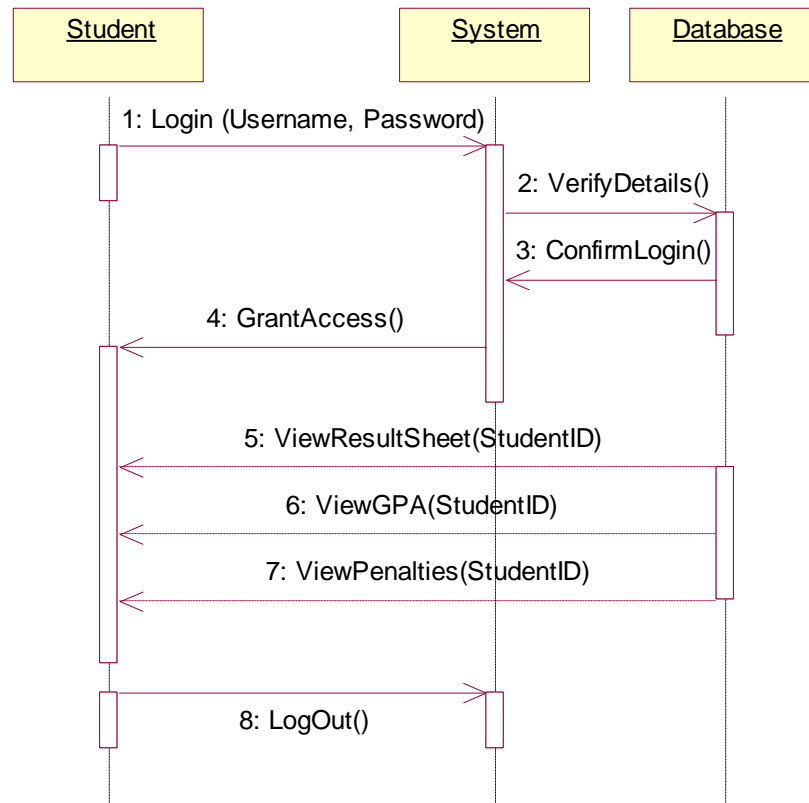 Student
System
Database
1: Login (Username, Password)
2: VerifyDetails()
3: ConfirmLogin()
4: GrantAccess()
5: ViewResultSheet(StudentID)
6: ViewGPA(StudentID)
7: ViewPenalties(StudentID)
8: LogOut()